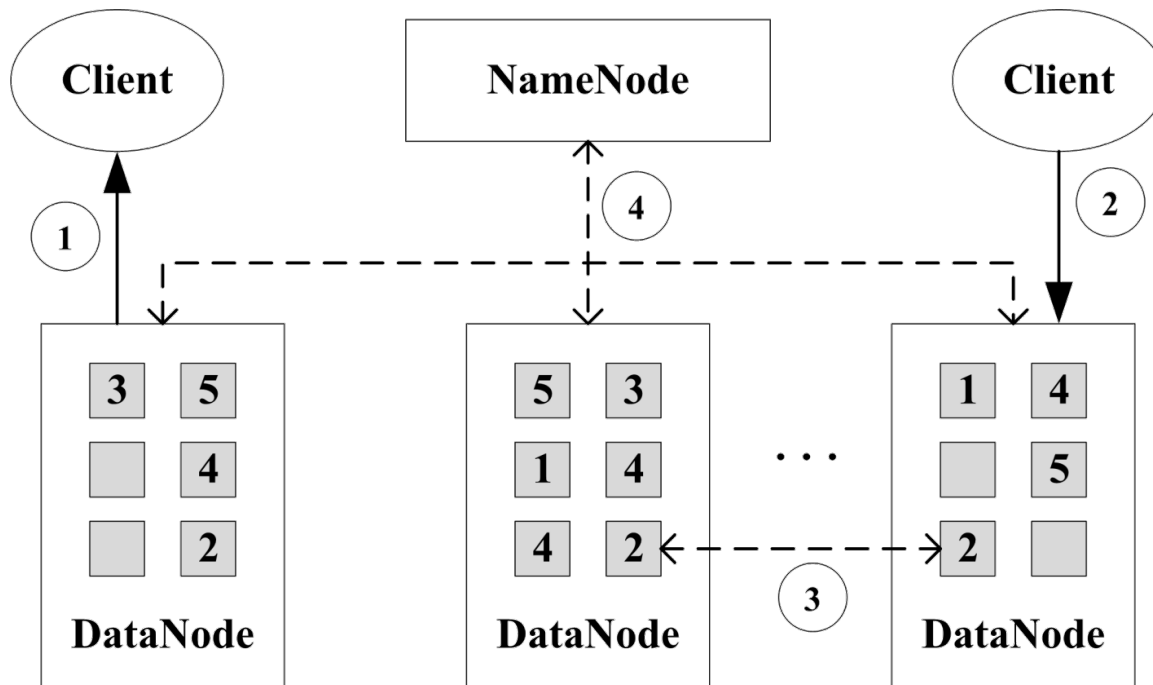 Client NameNode Client
1 4 2
3 5 5 3 1 4
4 1 4 . . . 5
2 4 2 2
3
DataNode DataNode DataNode